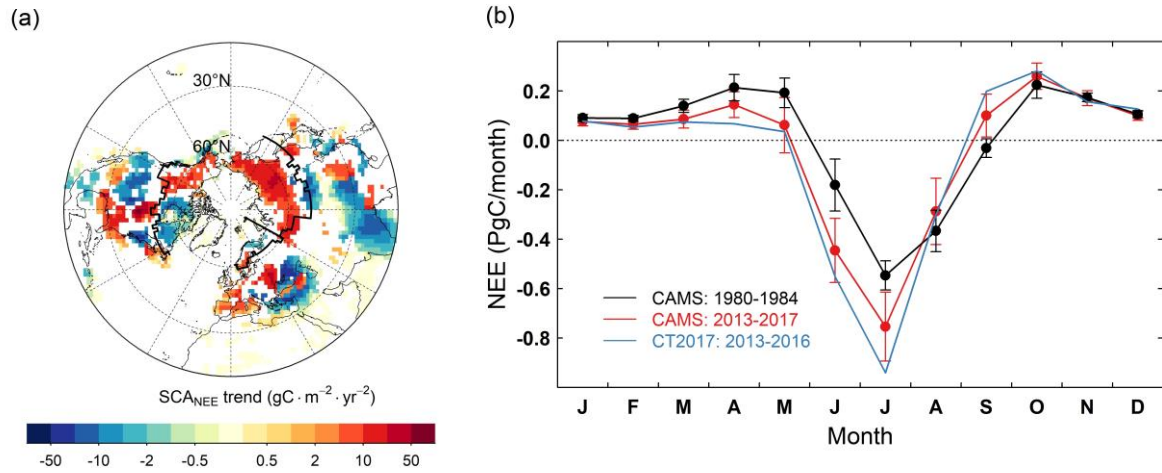 (a)
30°N
60°N
SCANEE trend (gC · m⁻² · yr⁻²)
-50 -10 -2 -0.5 0.5 2 10 50
(b)
NEE (PgC/month)
0.2
0.0
-0.2
-0.4
-0.6
-0.8
CAMS: 1980-1984
CAMS: 2013-2017
CT2017: 2013-2016
J F M A M J J A S O N D
Month